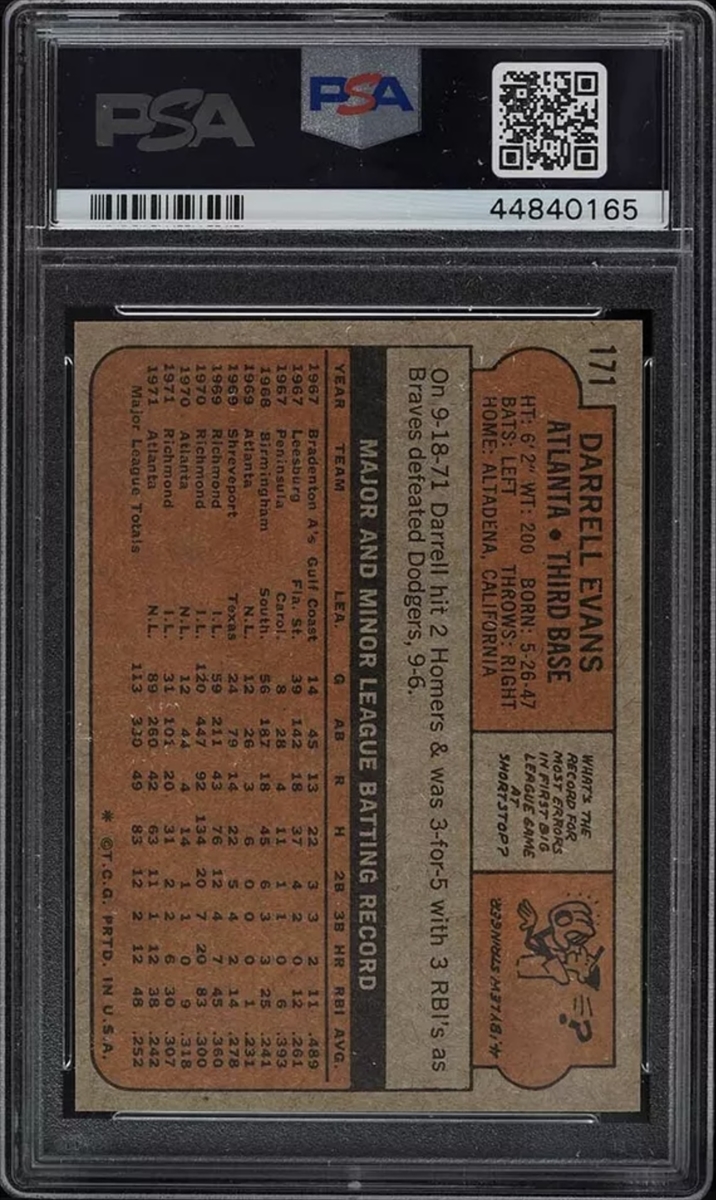 PSA
PSA
44840165
171
DARRELL EVANS
ATLANTA • THIRD BASE
HT: 6' 2" WT: 200 BORN: 5-26-47
BATS: LEFT THROWS: RIGHT
HOME: ALTADENA, CALIFORNIA
WHAT'S THE
RECORD FOR
MOST ERRORS
IN FIRST BIG
LEAGUE GAME
AT
SHORTSTOP?
=?
4, BY LEW STRINGER
On 9-18-71 Darrell hit 2 Homers & was 3-for-5 with 3 RBI's as
Braves defeated Dodgers, 9-6.
MAJOR AND MINOR LEAGUE BATTING RECORD
YEAR TEAM LEA. G AB R H 2B 3B HR RBI AVG.
1967 Bradenton A's Gulf Coast 14 45 13 22 3 3 2 11 .489
1967 Leesburg Fla. St. 39 142 18 37 4 2 0 12 .261
1967 Peninsula Carol. 8 28 4 11 1 1 0 6 .393
1968 Birmingham South. 56 187 18 45 6 3 3 25 .241
1969 Atlanta N.L. 12 26 3 6 0 0 0 1 .231
1969 Shreveport Texas 24 79 14 22 5 4 2 14 .278
1969 Richmond I.L. 59 211 43 76 12 4 7 45 .360
1970 Richmond I.L. 120 447 92 134 20 7 20 83 .300
1970 Atlanta N.L. 12 44 4 14 1 1 0 9 .318
1971 Richmond I.L. 31 101 20 31 2 2 6 30 .307
1971 Atlanta N.L. 89 260 42 63 11 1 12 38 .242
Major League Totals 113 330 49 83 12 2 12 48 .252
* ©T.C.G. PRTD. IN U.S.A.